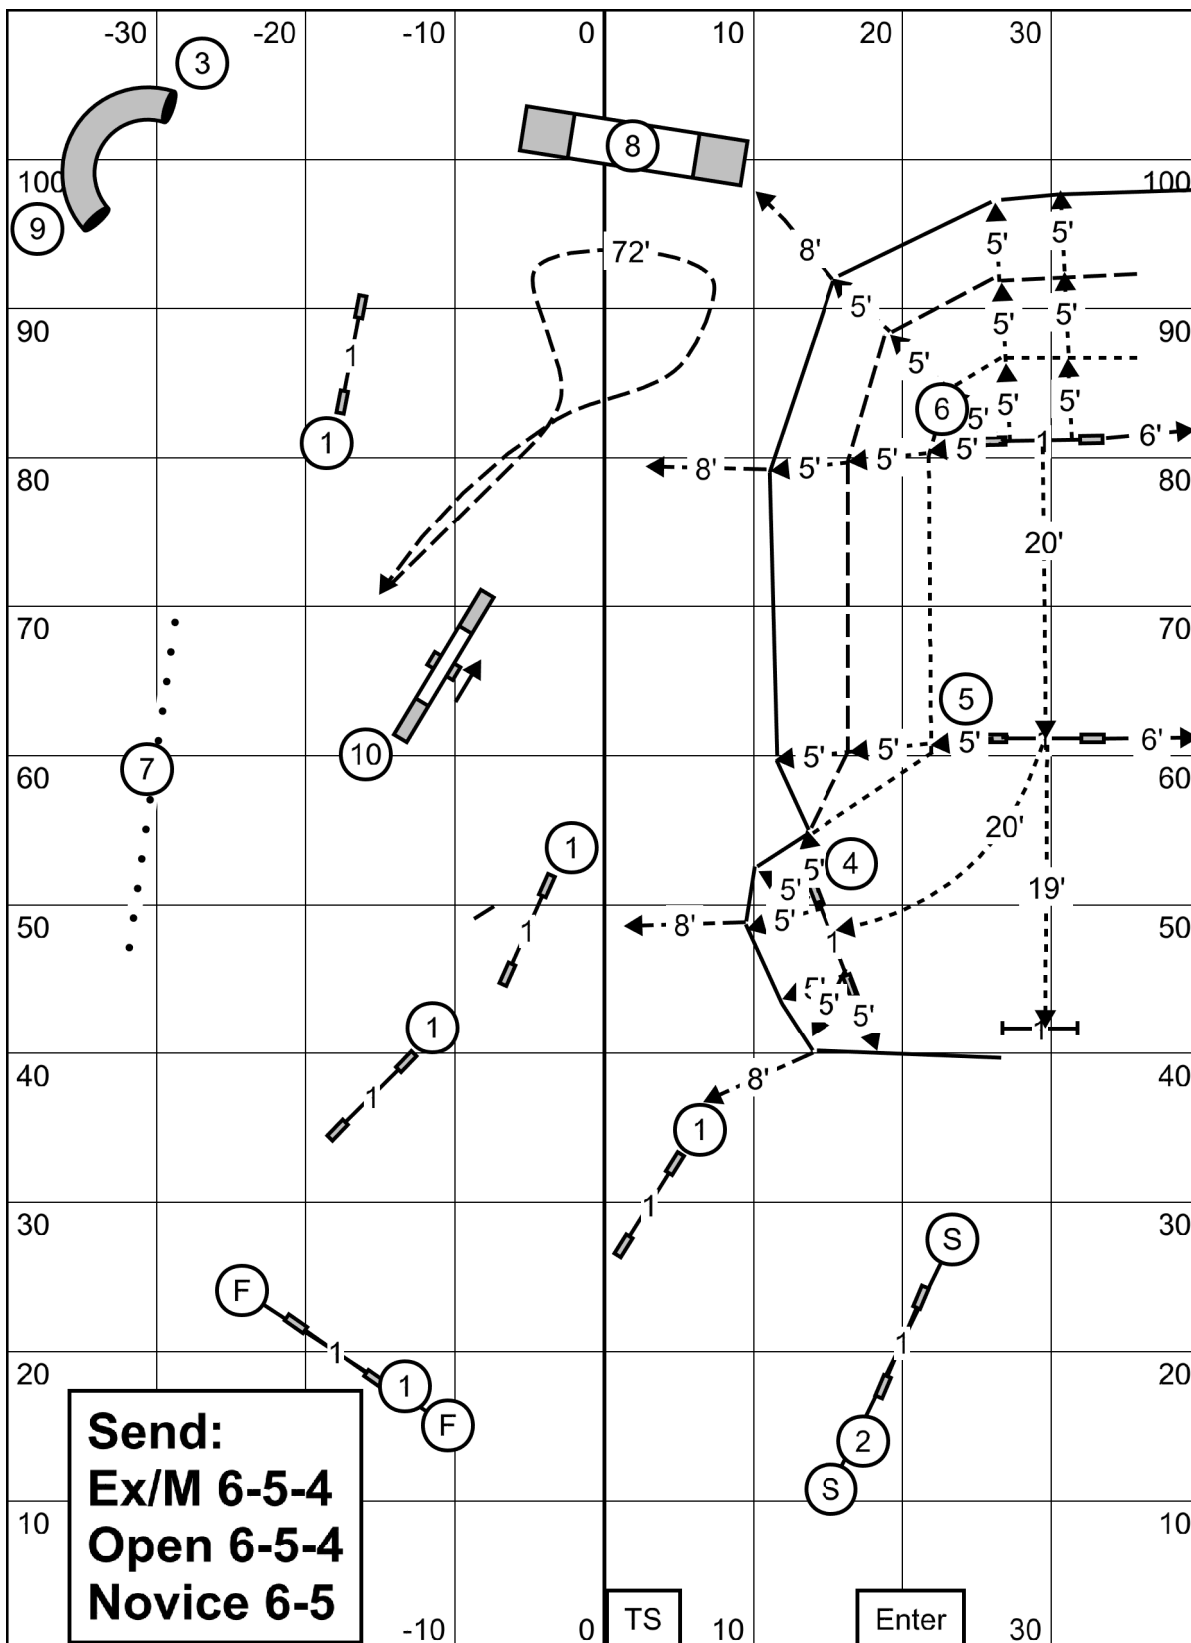 -30 -20 -10 0 10 20 30
3
8
100 100
9
72' 8' 5' 5'
90 5' 5' 5' 90
1 5'
6 5' 5' 5'
1 1 6'
8' 5' 5' 5'
80 80
20'
70 70
5
10 5' 5' 5' 6'
7
60 60
20'
1 4
5' 5' 19'
50 1 8' 5' 1 50
5' 5' 5'
1 1
40 8' 40
1 1
30 1 30
S
F
1 1
20 1 20
F 2
S
10 10
Send:
Ex/M 6-5-4
Open 6-5-4
Novice 6-5
TS Enter
-10 0 10 30